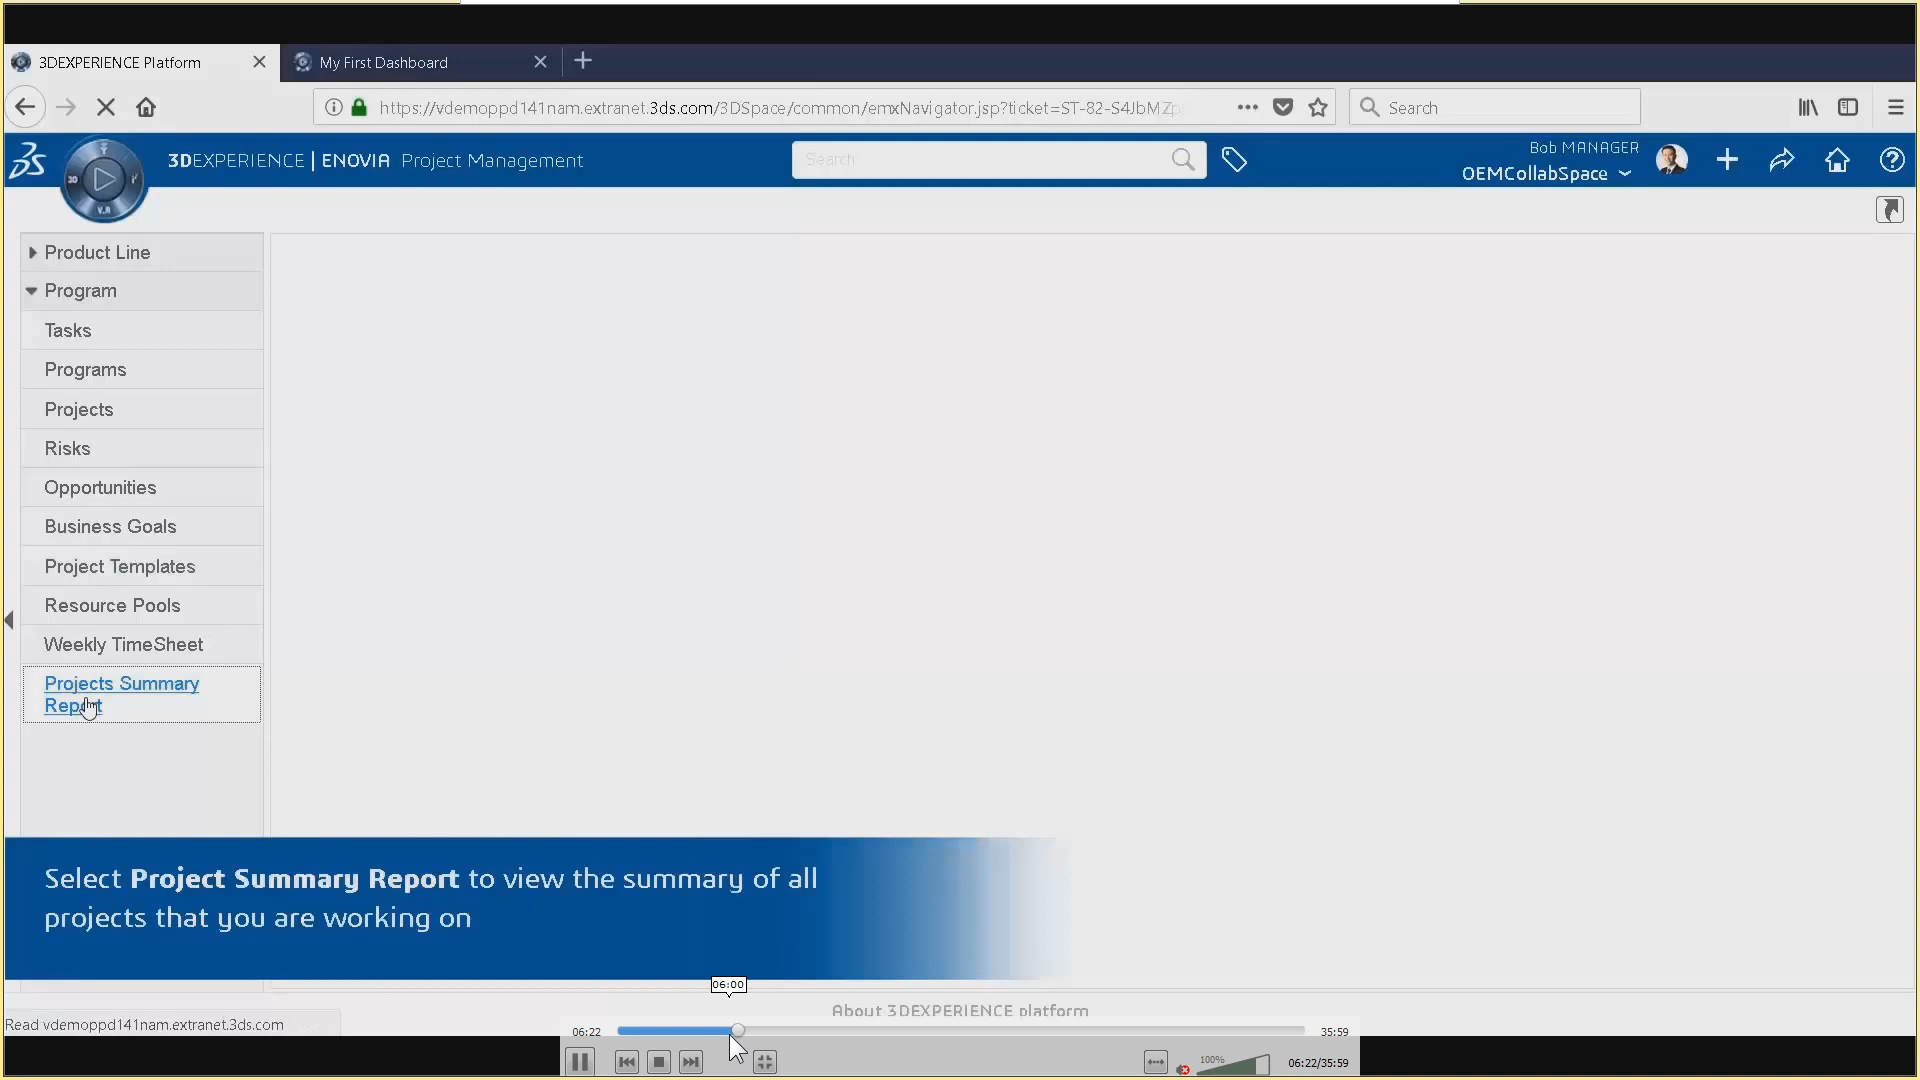 3DEXPERIENCE Platform
My First Dashboard
https://vdemoppd141nam.extranet.3ds.com/3DSpace/common/emxNavigator.jsp?ticket=ST-82-S4JbMZp
Search
3DEXPERIENCE | ENOVIA Project Management
Search
Bob MANAGER
OEMCollabSpace
3D
V.R
Product Line
Program
Tasks
Programs
Projects
Risks
Opportunities
Business Goals
Project Templates
Resource Pools
Weekly TimeSheet
Projects Summary
Report
Select Project Summary Report to view the summary of all
projects that you are working on
06:00
About 3DEXPERIENCE platform
Read vdemoppd141nam.extranet.3ds.com
06:22
35:59
100%
06:22/35:59